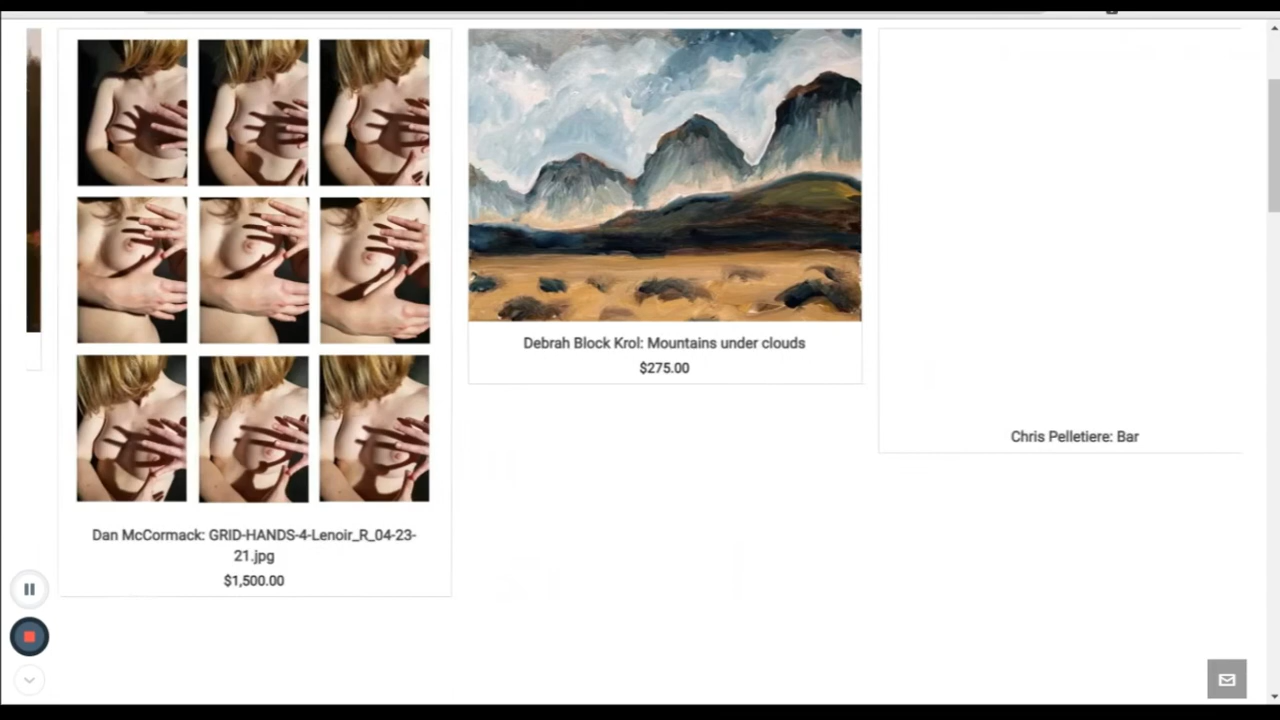 Dan McCormack: GRID-HANDS-4-Lenoir_R_04-23-
21.jpg
$1,500.00
Debrah Block Krol: Mountains under clouds
$275.00
Chris Pelletiere: Bar